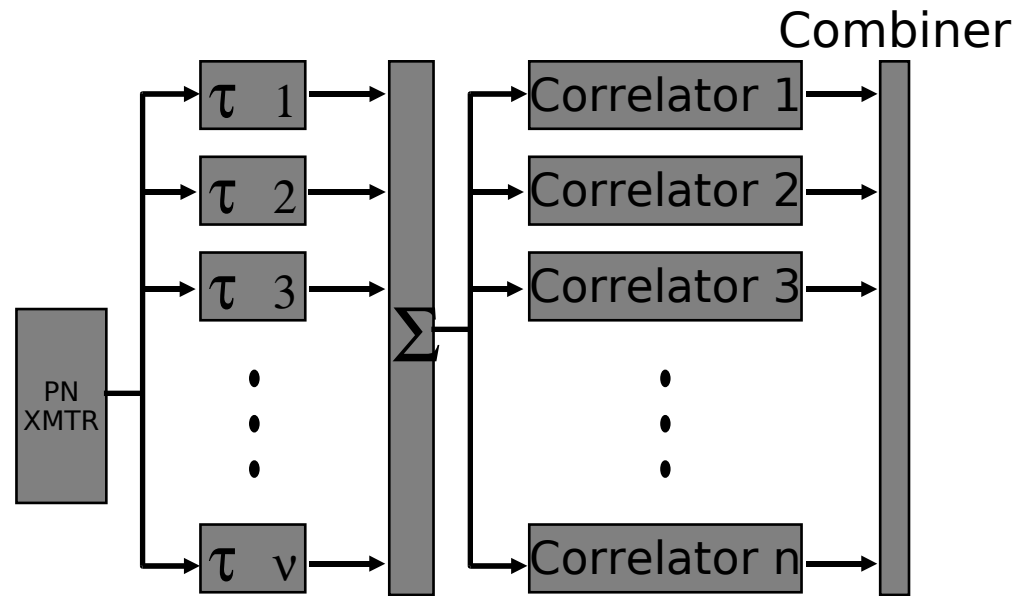 Combiner
τ 1
Correlator 1
τ 2
Correlator 2
τ 3
Correlator 3
Σ
PN
XMTR
τ ν
Correlator n